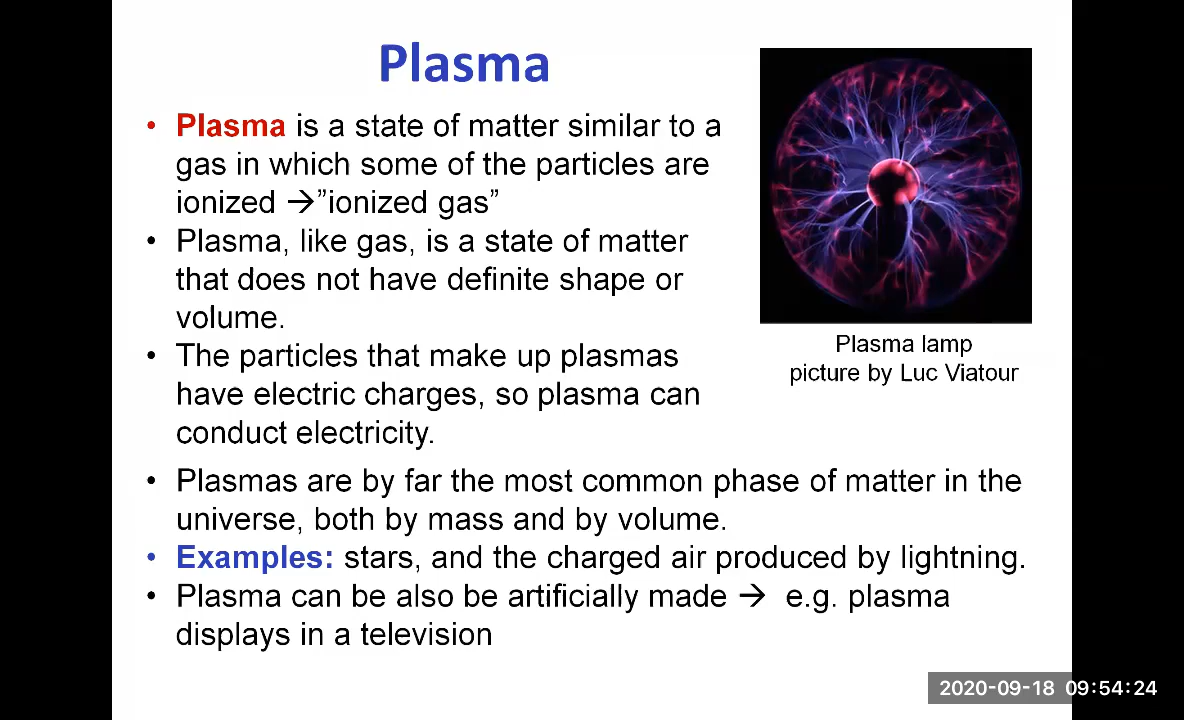 Plasma
• Plasma is a state of matter similar to a
gas in which some of the particles are
ionized →”ionized gas”
• Plasma, like gas, is a state of matter
that does not have definite shape or
volume.
• The particles that make up plasmas
have electric charges, so plasma can
conduct electricity.
Plasma lamp
picture by Luc Viatour
• Plasmas are by far the most common phase of matter in the
universe, both by mass and by volume.
• Examples: stars, and the charged air produced by lightning.
• Plasma can be also be artificially made → e.g. plasma
displays in a television
2020-09-18 09:54:24